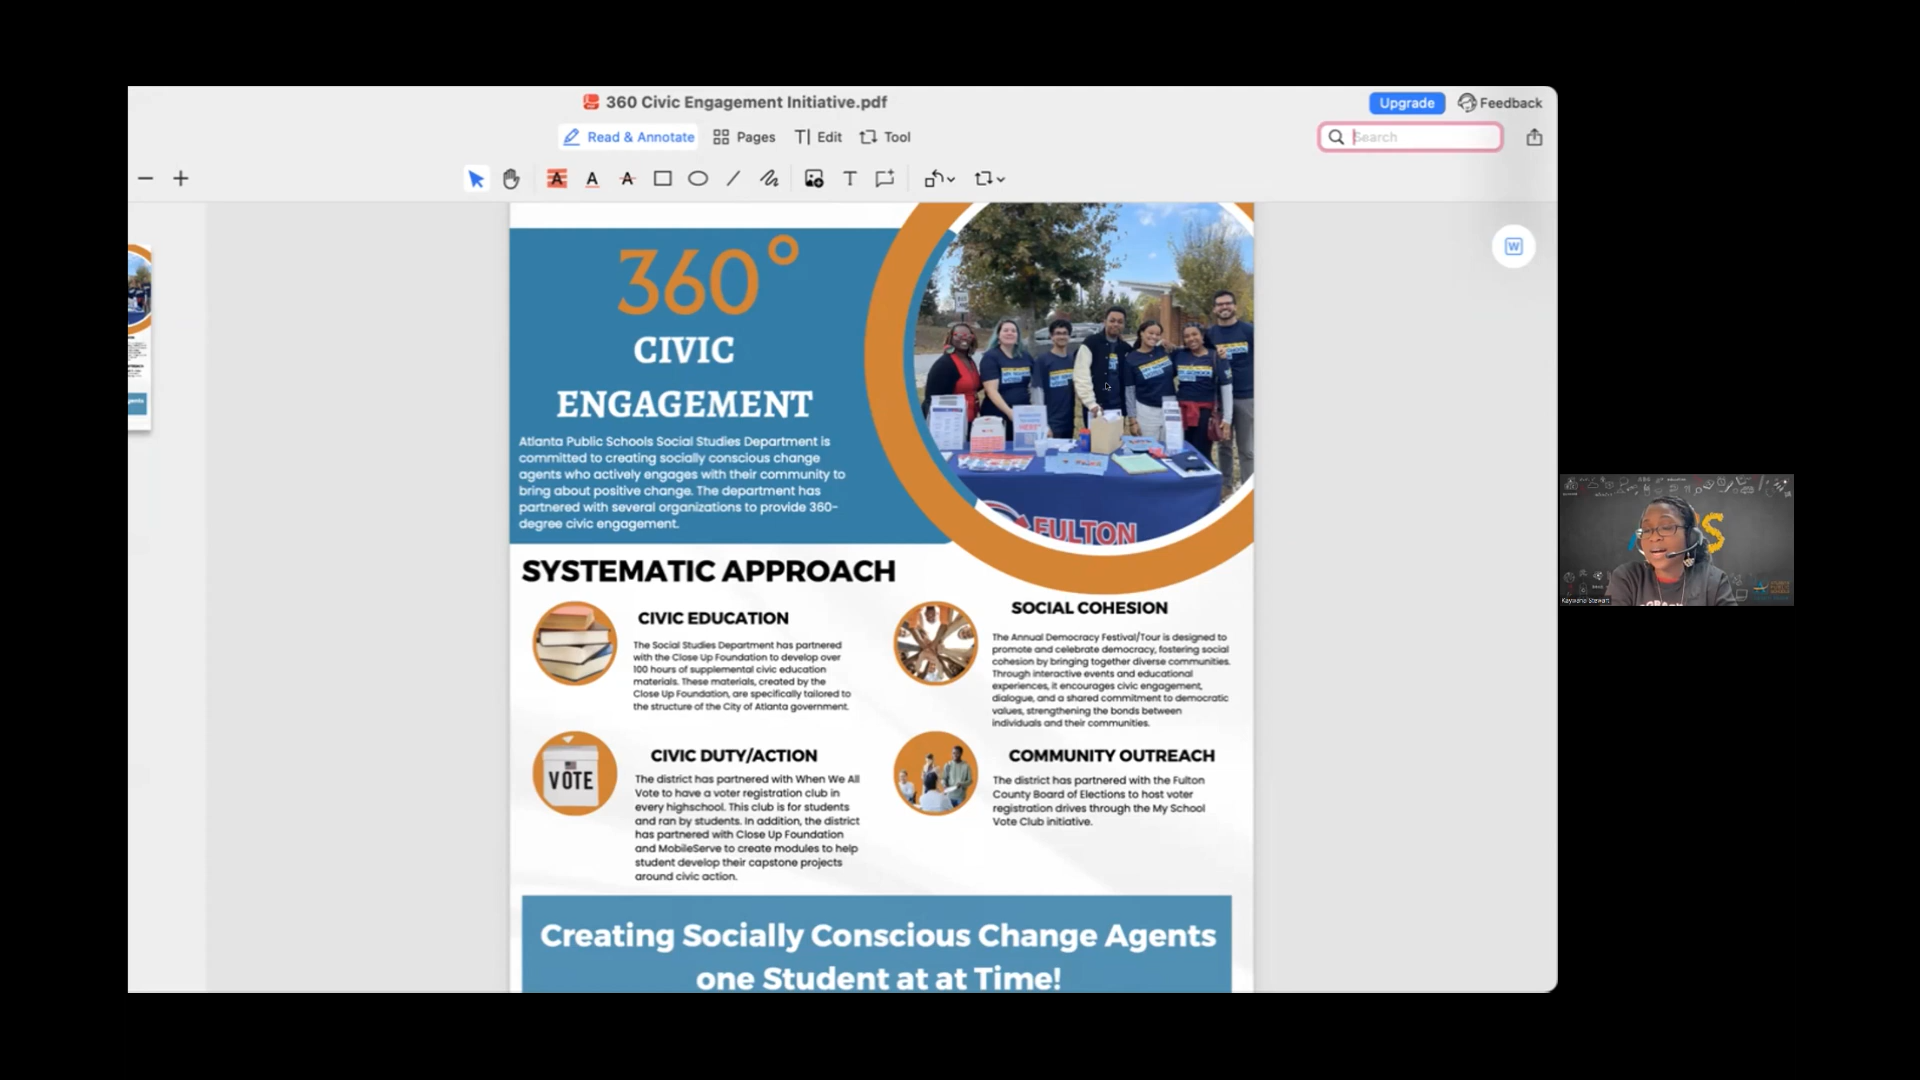 360 Civic Engagement Initiative.pdf
Upgrade
Feedback
Read & Annotate
Pages
Edit
Tool
Search
360°
CIVIC
ENGAGEMENT
Atlanta Public Schools Social Studies Department is
committed to creating socially conscious change
agents who actively engages with their community to
bring about positive change. The department has
partnered with several organizations to provide 360-
degree civic engagement.
FULTON
SYSTEMATIC APPROACH
CIVIC EDUCATION
The Social Studies Department has partnered
with the Close Up Foundation to develop over
100 hours of supplemental civic education
materials. These materials, created by the
Close Up Foundation, are specifically tailored to
the structure of the City of Atlanta government.
SOCIAL COHESION
The Annual Democracy Festival/Tour is designed to
promote and celebrate democracy, fostering social
cohesion by bringing together diverse communities.
Through interactive events and educational
experiences, it encourages civic engagement,
dialogue, and a shared commitment to democratic
values, strengthening the bonds between
individuals and their communities.
VOTE
CIVIC DUTY/ACTION
The district has partnered with When We All
Vote to have a voter registration club in
every highschool. This club is for students
and ran by students. In addition, the district
has partnered with Close Up Foundation
and MobileServe to create modules to help
student develop their capstone projects
around civic action.
COMMUNITY OUTREACH
The district has partnered with the Fulton
County Board of Elections to host voter
registration drives through the My School
Vote Club initiative.
Creating Socially Conscious Change Agents
one Student at at Time!
W
Kaywana Stewart